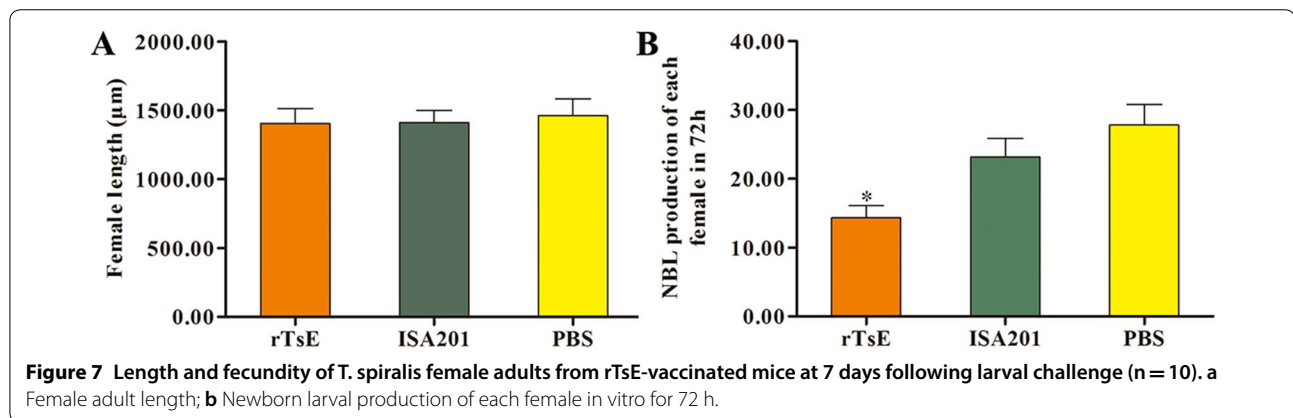 A
Female length (μm)
2000.00
1500.00
1000.00
500.00
0.00
rTsE ISA201 PBS
B
NBL production of each
female in 72h
40.00
30.00
20.00
10.00
0.00
*
rTsE ISA201 PBS
Figure 7 Length and fecundity of T. spiralis female adults from rTsE-vaccinated mice at 7 days following larval challenge (n = 10). a
Female adult length; b Newborn larval production of each female in vitro for 72 h.